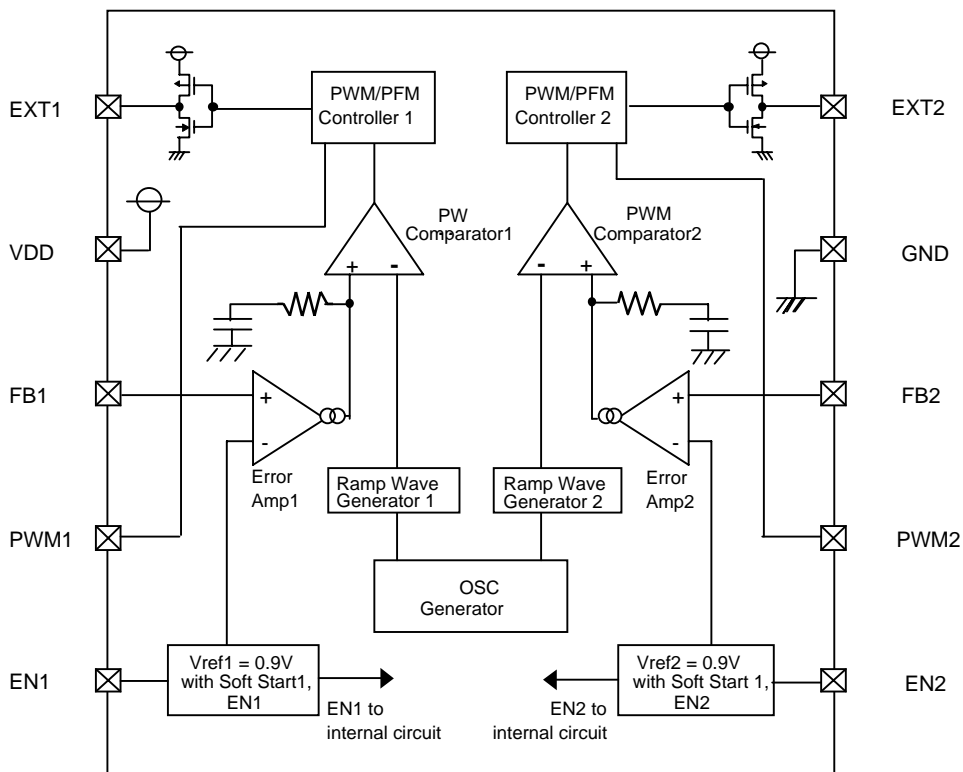 EXT1
PWM/PFM
Controller 1
PWM/PFM
Controller 2
EXT2
VDD
PW
Comparator1
+
-
PWM
Comparator2
-
+
GND
FB1
+
-
Error
Amp1
FB2
+
-
Error
Amp2
Ramp Wave
Generator 1
Ramp Wave
Generator 2
PWM1
PWM2
OSC
Generator
EN1
Vref1 = 0.9V
with Soft Start1,
EN1
EN1 to
internal circuit
EN2 to
internal circuit
Vref2 = 0.9V
with Soft Start 1,
EN2
EN2